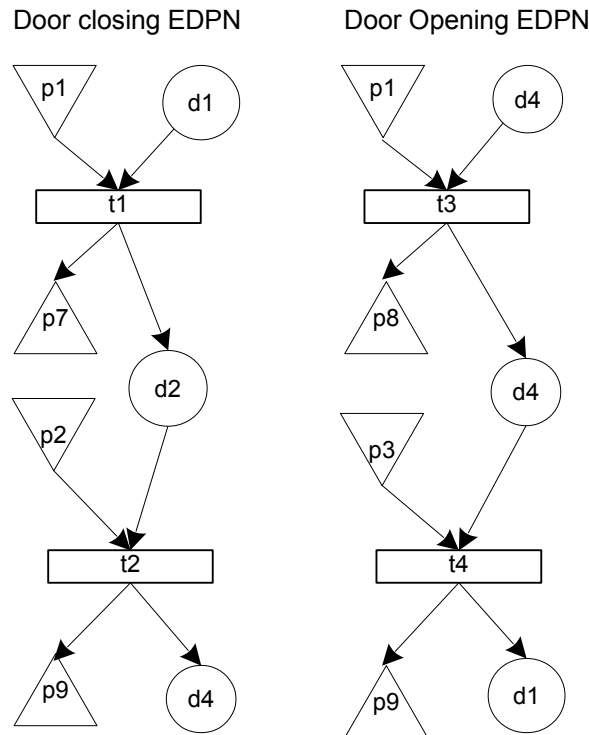 Door closing EDPN
p1
d1
t1
p7
d2
p2
t2
p9
d4
Door Opening EDPN
p1
d4
t3
p8
d4
p3
t4
p9
d1